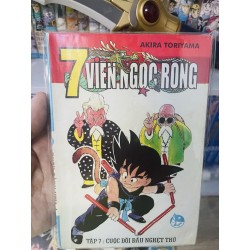 AKIRA TORIYAMA
7 VIÊN NGỌC RỒNG
TẬP 7: CUỘC ĐỐI ĐẦU NGHẸT THỞ